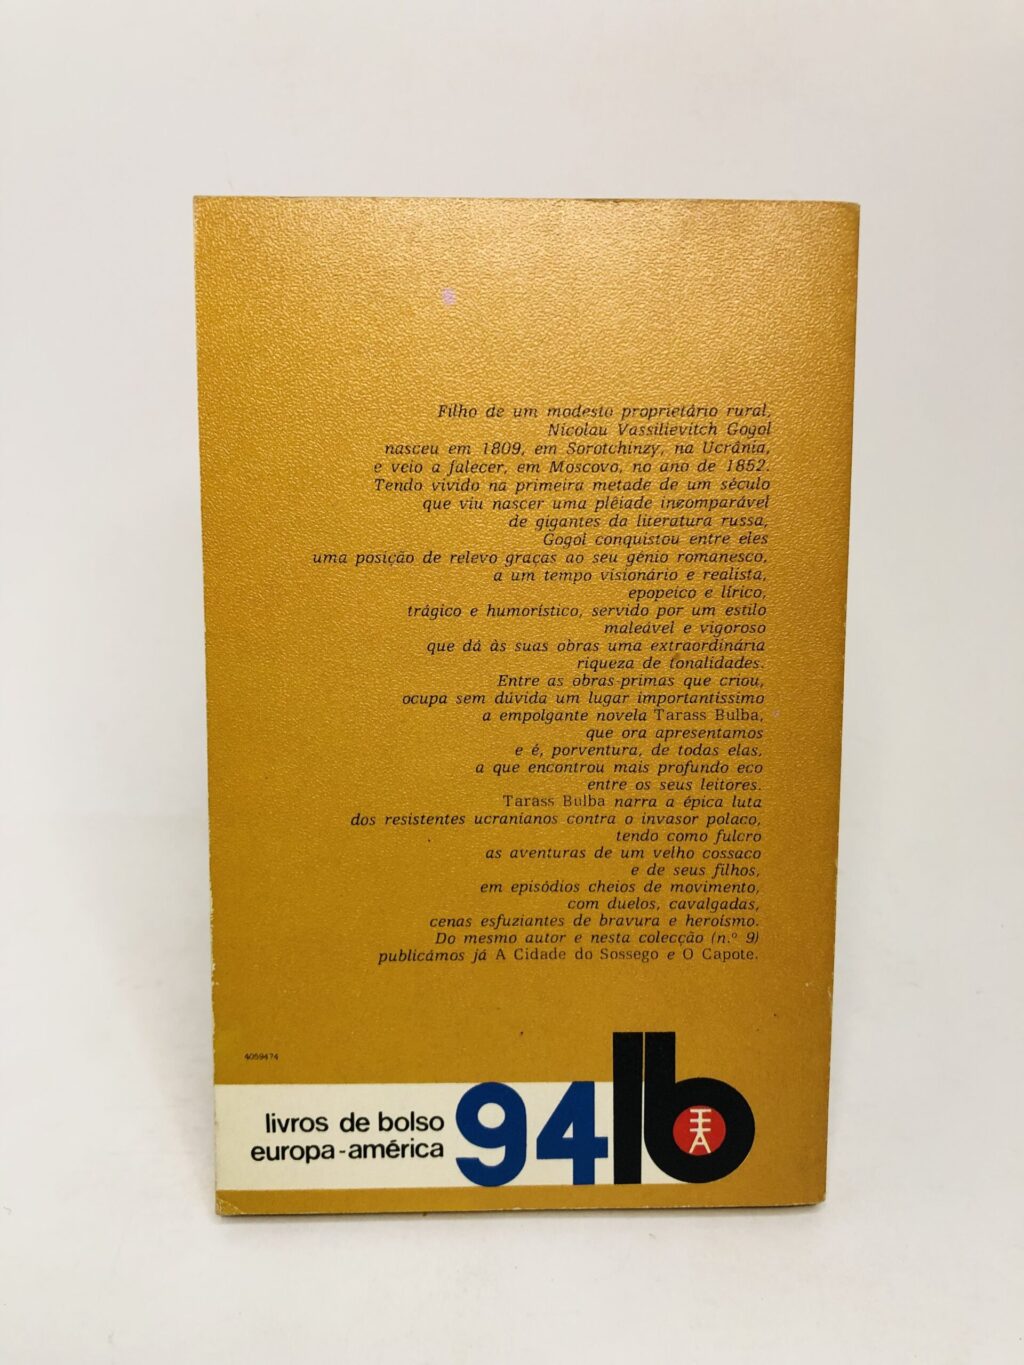 Filho de um modesto proprietário rural,
Nicolau Vassilievitch Gogol
nasceu em 1809, em Sorotchinzy, na Ucrânia,
e veio a falecer, em Moscovo, no ano de 1852.
Tendo vivido na primeira metade de um século
que viu nascer uma plêiade incomparável
de gigantes da literatura russa,
Gogol conquistou entre eles
uma posição de relevo graças ao seu génio romanesco,
a um tempo visionário e realista,
epopeico e lírico,
trágico e humorístico, servido por um estilo
maleável e vigoroso
que dá às suas obras uma extraordinária
riqueza de tonalidades.
Entre as obras-primas que criou,
ocupa sem dúvida um lugar importantíssimo
a empolgante novela Tarass Bulba,
que ora apresentamos
e é, porventura, de todas elas,
a que encontrou mais profundo eco
entre os seus leitores.
Tarass Bulba narra a épica luta
dos resistentes ucranianos contra o invasor polaco,
tendo como fulcro
as aventuras de um velho cossaco
e de seus filhos,
em episódios cheios de movimento,
com duelos, cavalgadas,
cenas esfuziantes de bravura e heroísmo.
Do mesmo autor e nesta colecção (n.º 9)
publicámos já A Cidade do Sossego e O Capote.
4059474
livros de bolso
europa-américa
94
lb